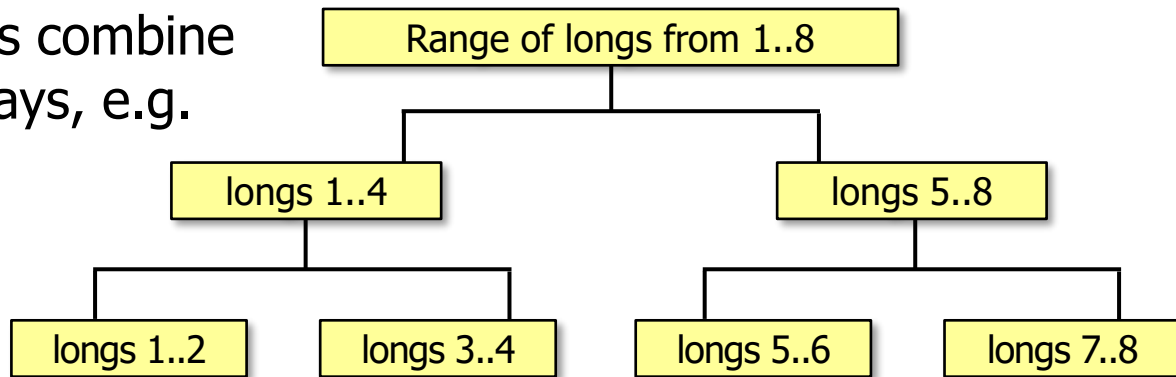 s combine
ays, e.g.
Range of longs from 1..8
longs 1..4
longs 5..8
longs 1..2
longs 3..4
longs 5..6
longs 7..8